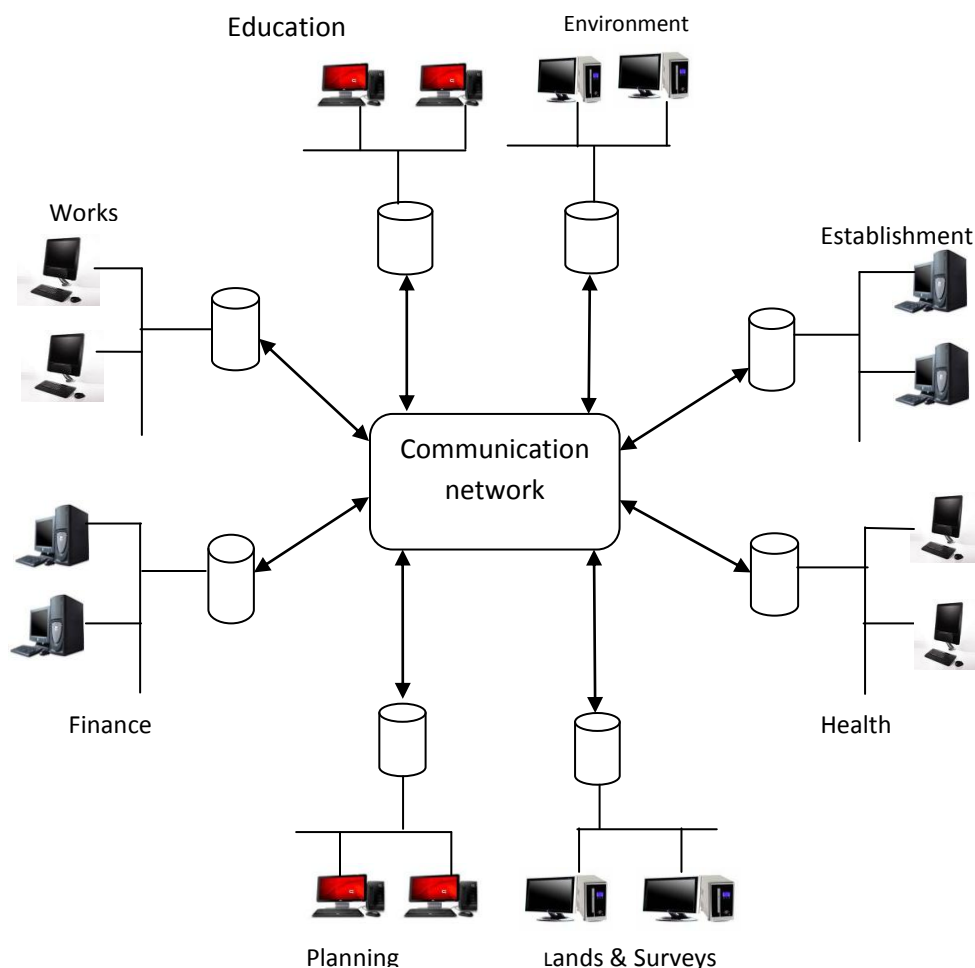 Education
Environment
Works
Establishment
Communication
network
Finance
Health
Planning
Lands & Surveys